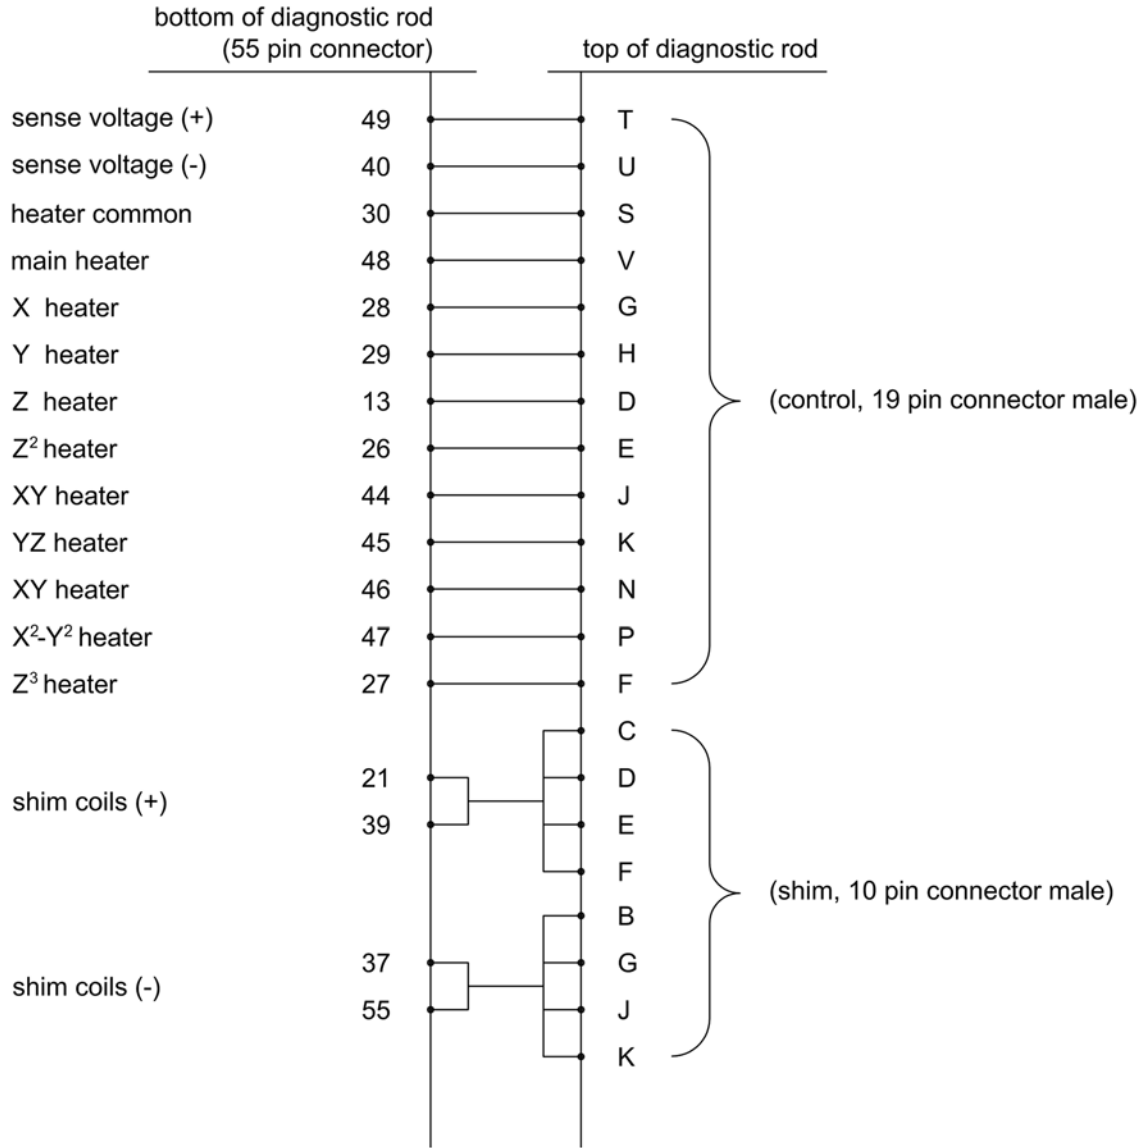 bottom of diagnostic rod
(55 pin connector)
top of diagnostic rod
sense voltage (+) 49 T
sense voltage (-) 40 U
heater common 30 S
main heater 48 V
X heater 28 G
Y heater 29 H
Z heater 13 D
(control, 19 pin connector male)
Z² heater 26 E
XY heater 44 J
YZ heater 45 K
XY heater 46 N
X²-Y² heater 47 P
Z³ heater 27 F
C
21 D
shim coils (+)
39 E
F
(shim, 10 pin connector male)
B
37 G
shim coils (-)
55 J
K